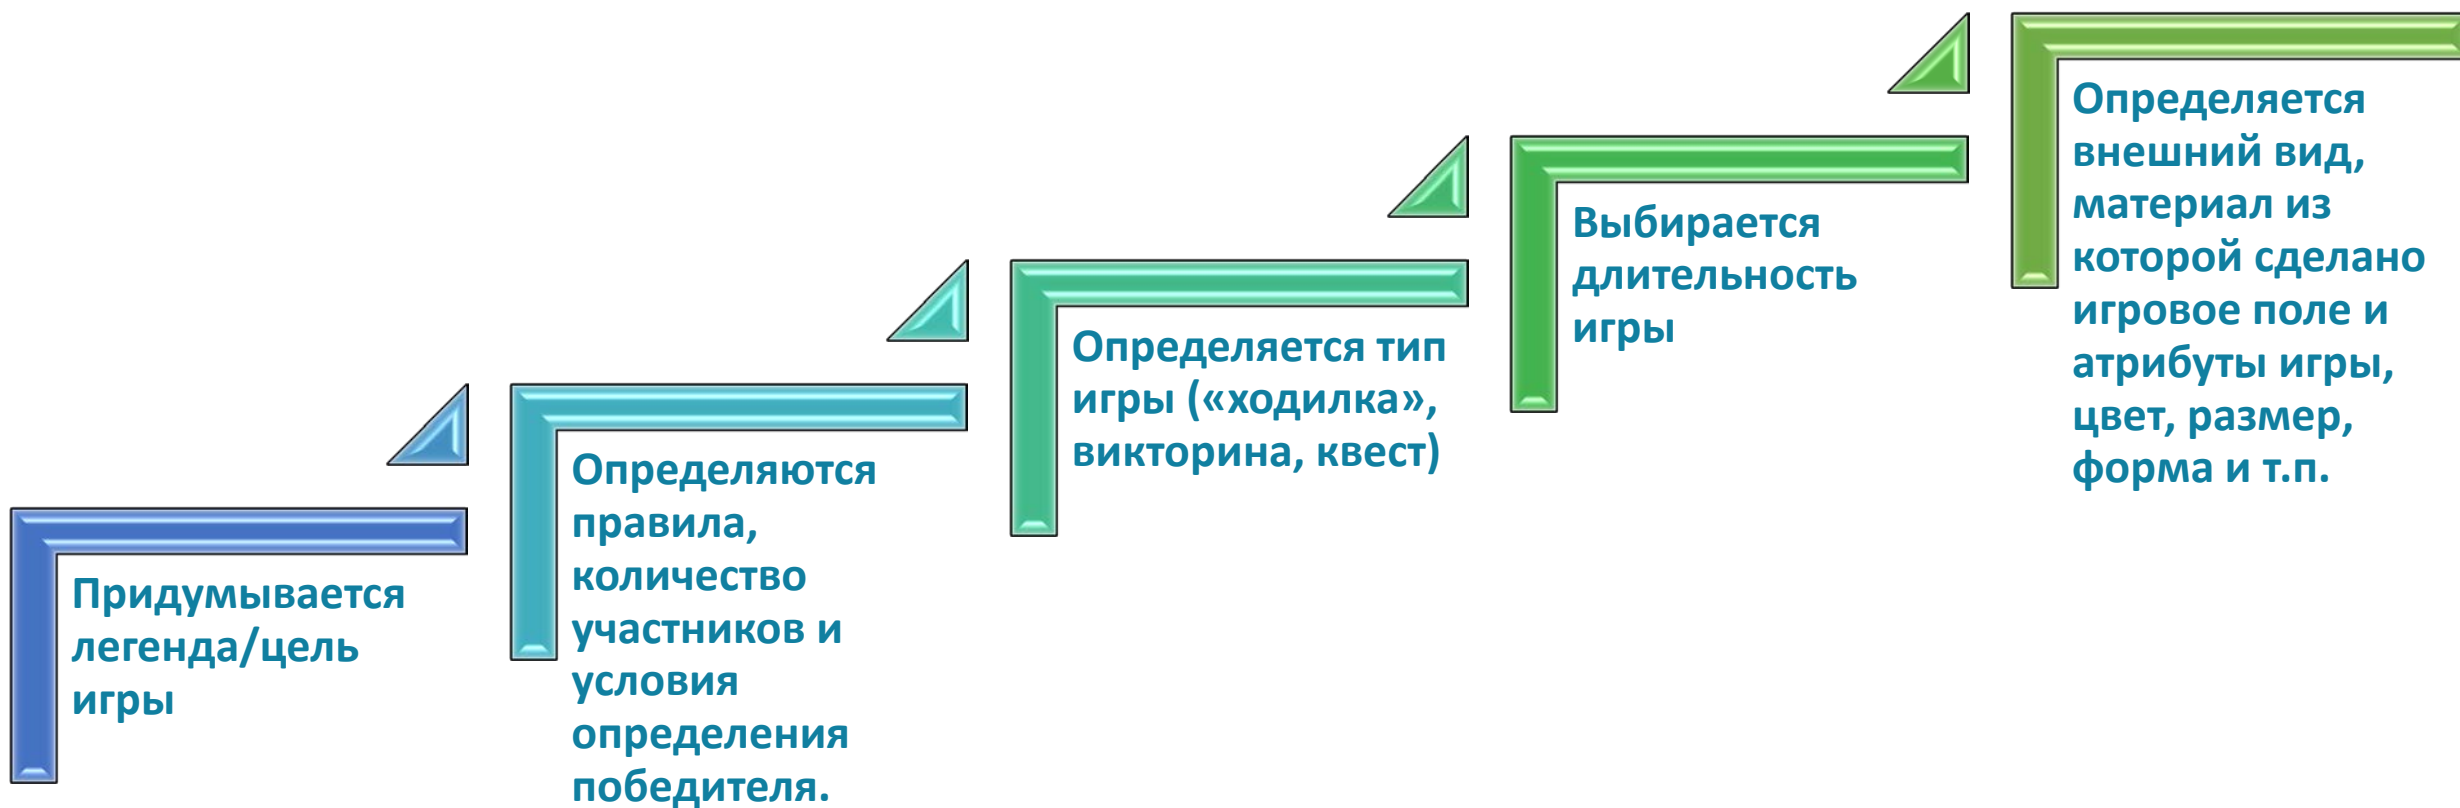 Придумывается
легенда/цель
игры
Определяются
правила,
количество
участников и
условия
определения
победителя.
Определяется тип
игры («ходилка»,
викторина, квест)
Выбирается
длительность
игры
Определяется
внешний вид,
материал из
которой сделано
игровое поле и
атрибуты игры,
цвет, размер,
форма и т.п.